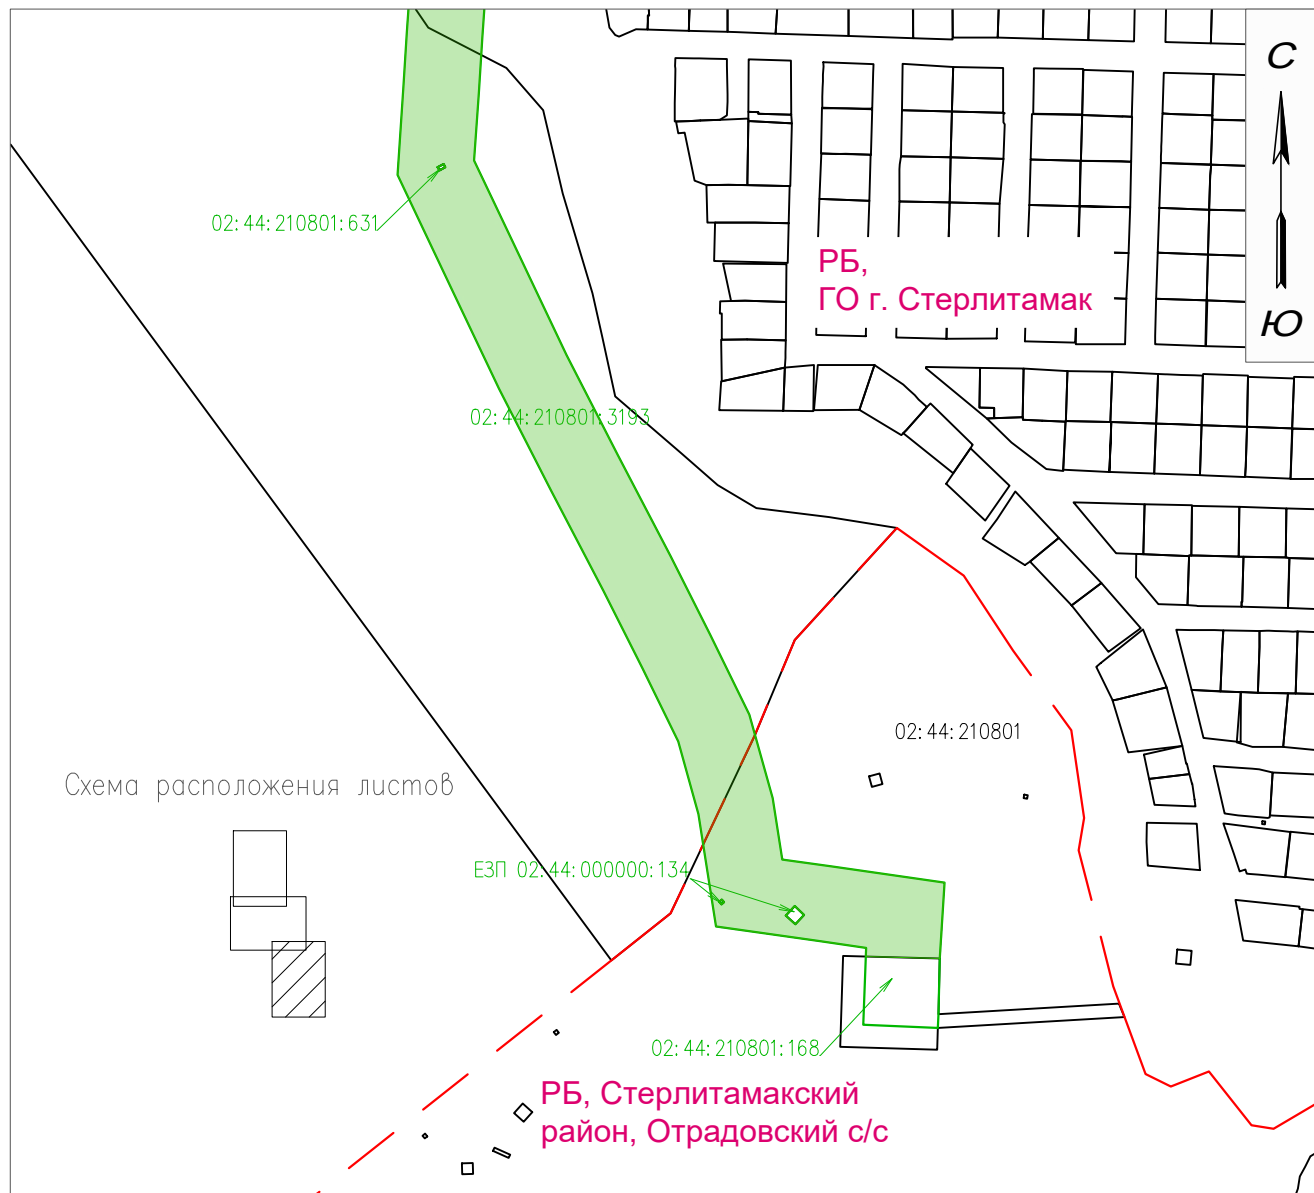 С
02:44:210801:631
РБ,
ГО г. Стерлитамак
Ю
02:44:210801:3193
02:44:210801
Схема расположения листов
ЕЗП 02:44:000000:134
02:44:210801:168
РБ, Стерлитамакский
район, Отрадовский с/с